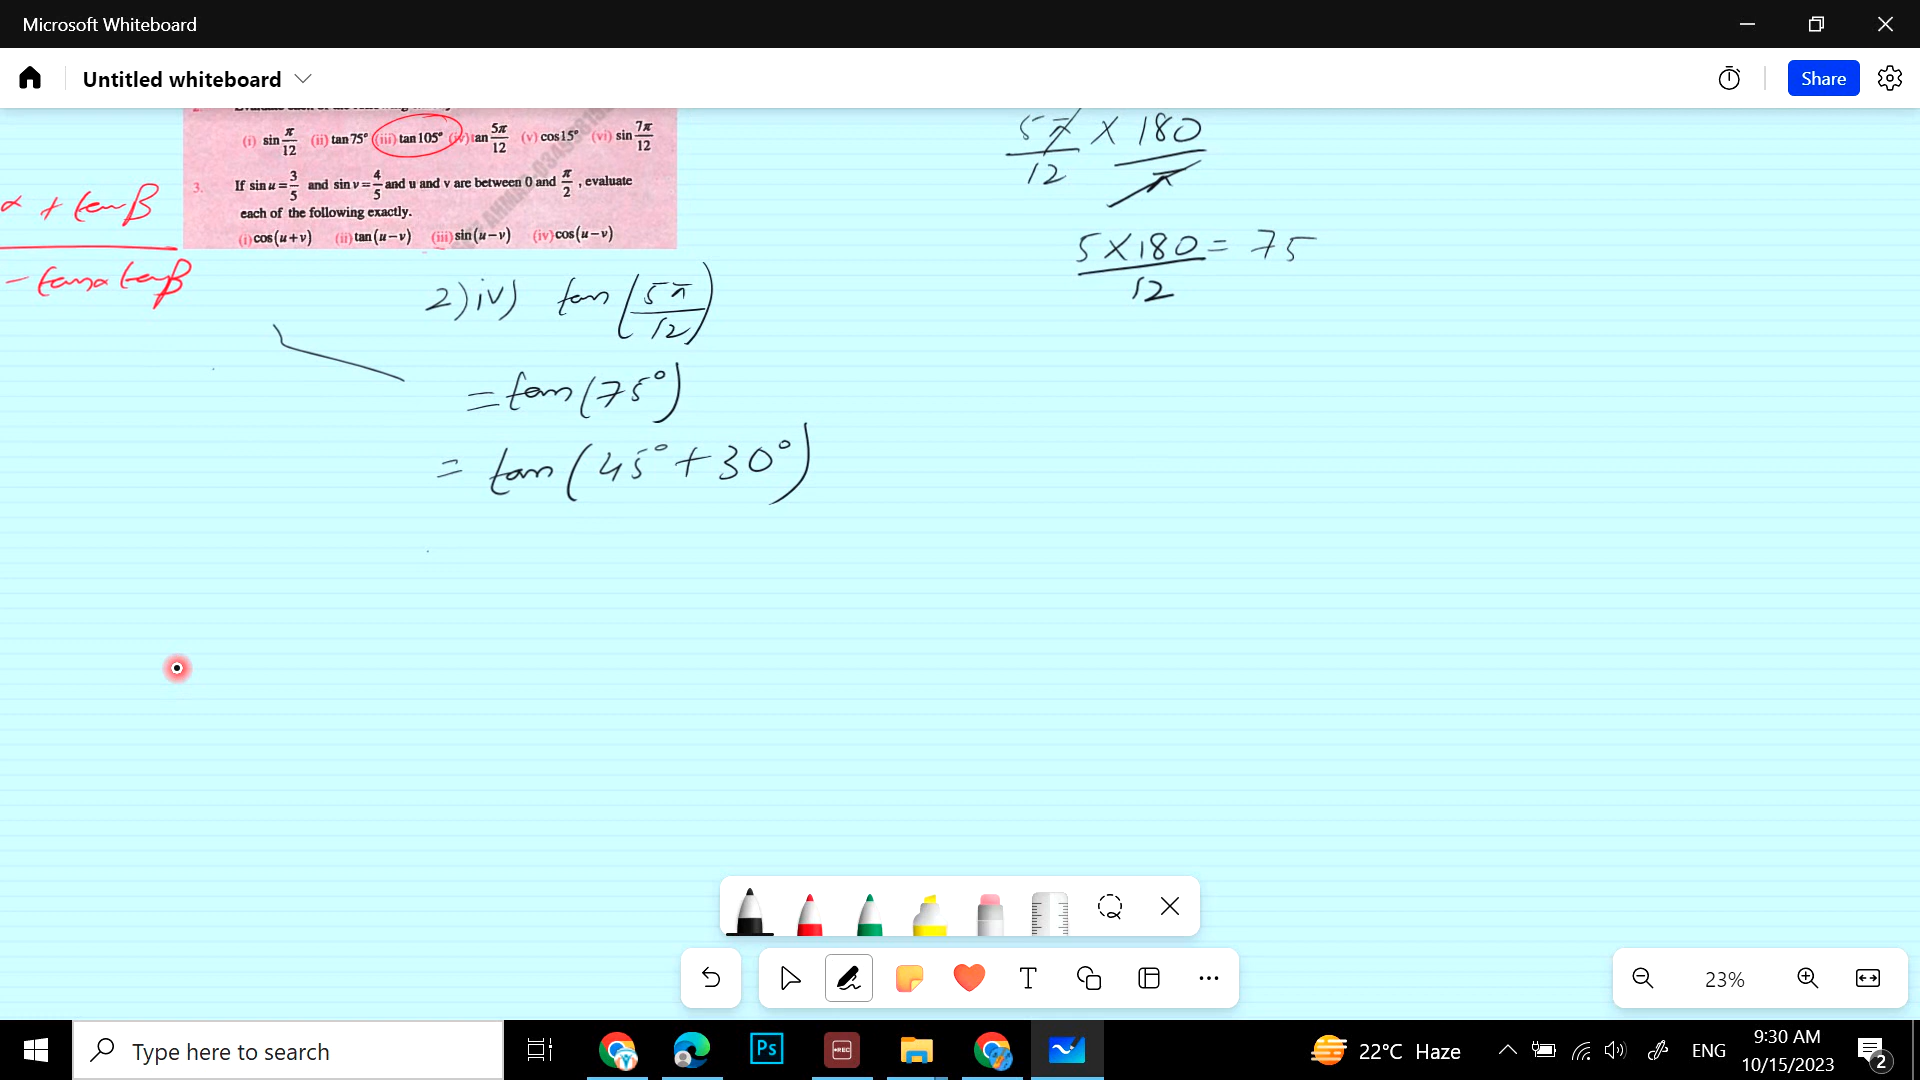 Microsoft Whiteboard
Untitled whiteboard
Share
(i) sin π/12 (ii) tan 75° (iii) tan 105° (iv) tan 5π/12 (v) cos 15° (vi) sin 7π/12
3. If sin u = 3/5 and sin v = 4/5 and u and v are between 0 and π/2 , evaluate
each of the following exactly.
(i) cos(u+v) (ii) tan(u−v) (iii) sin(u−v) (iv) cos(u−v)
α + tanβ
− tanα tanβ
5π/12 × 180/π
5×180/12 = 75
2)iv) tan(5π/12)
= tan(75°)
= tan(45°+30°)
23%
Type here to search
Ps
REC
22°C Haze
ENG
9:30 AM
10/15/2023
2